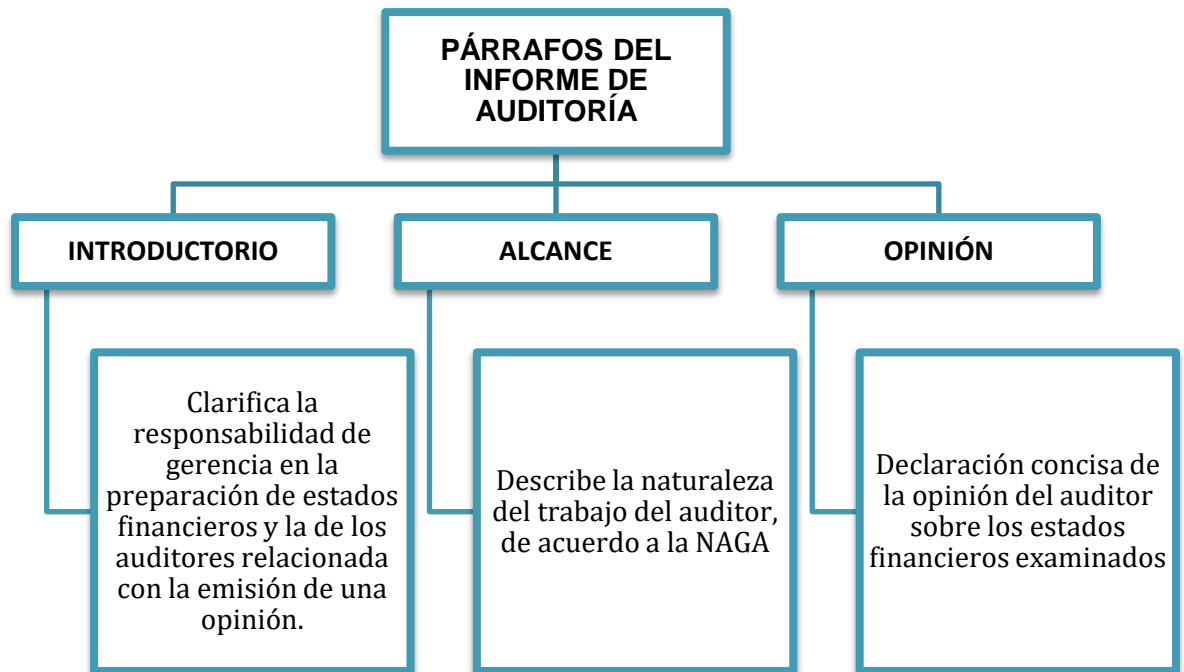 PÁRRAFOS DEL
INFORME DE
AUDITORÍA
INTRODUCTORIO
Clarifica la
responsabilidad de
gerencia en la
preparación de estados
financieros y la de los
auditores relacionada
con la emisión de una
opinión.
ALCANCE
Describe la naturaleza
del trabajo del auditor,
de acuerdo a la NAGA
OPINIÓN
Declaración concisa de
la opinión del auditor
sobre los estados
financieros examinados